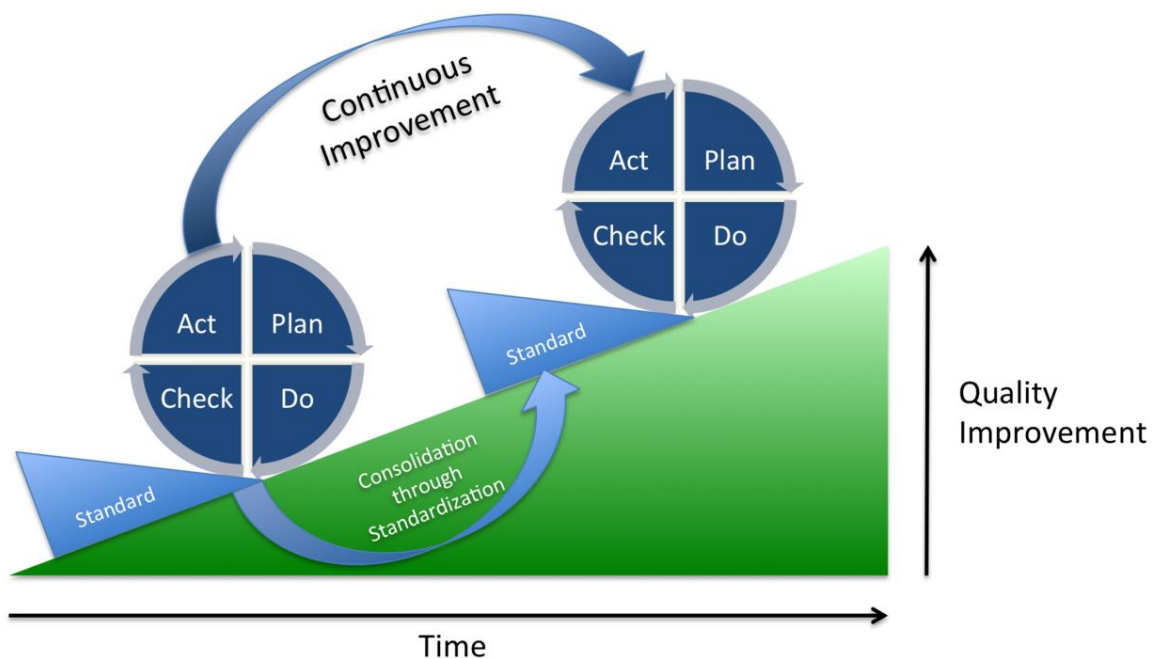 Continuous
Improvement
Act
Plan
Check
Do
Act
Plan
Check
Do
Standard
Standard
Consolidation
through
Standardization
Quality
Improvement
Time